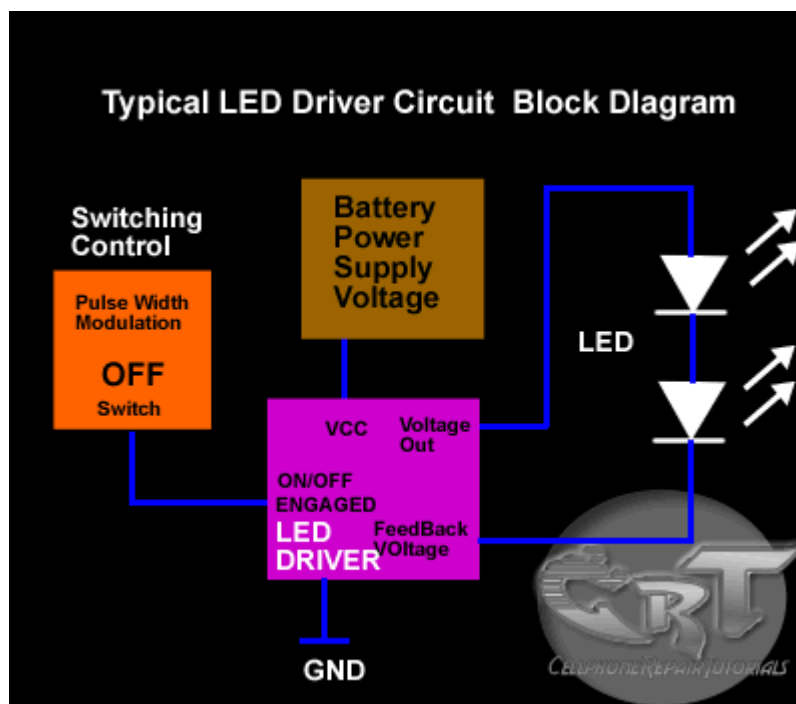 Typical LED Driver Circuit Block DIagram
Switching
Control
Pulse Width
Modulation
OFF
Switch
Battery
Power
Supply
Voltage
LED
VCC
Voltage
Out
ON/OFF
ENGAGED
LED
DRIVER
FeedBack
VOltage
GND
CRT
CELLPHONEREPAIRTUTORIALS